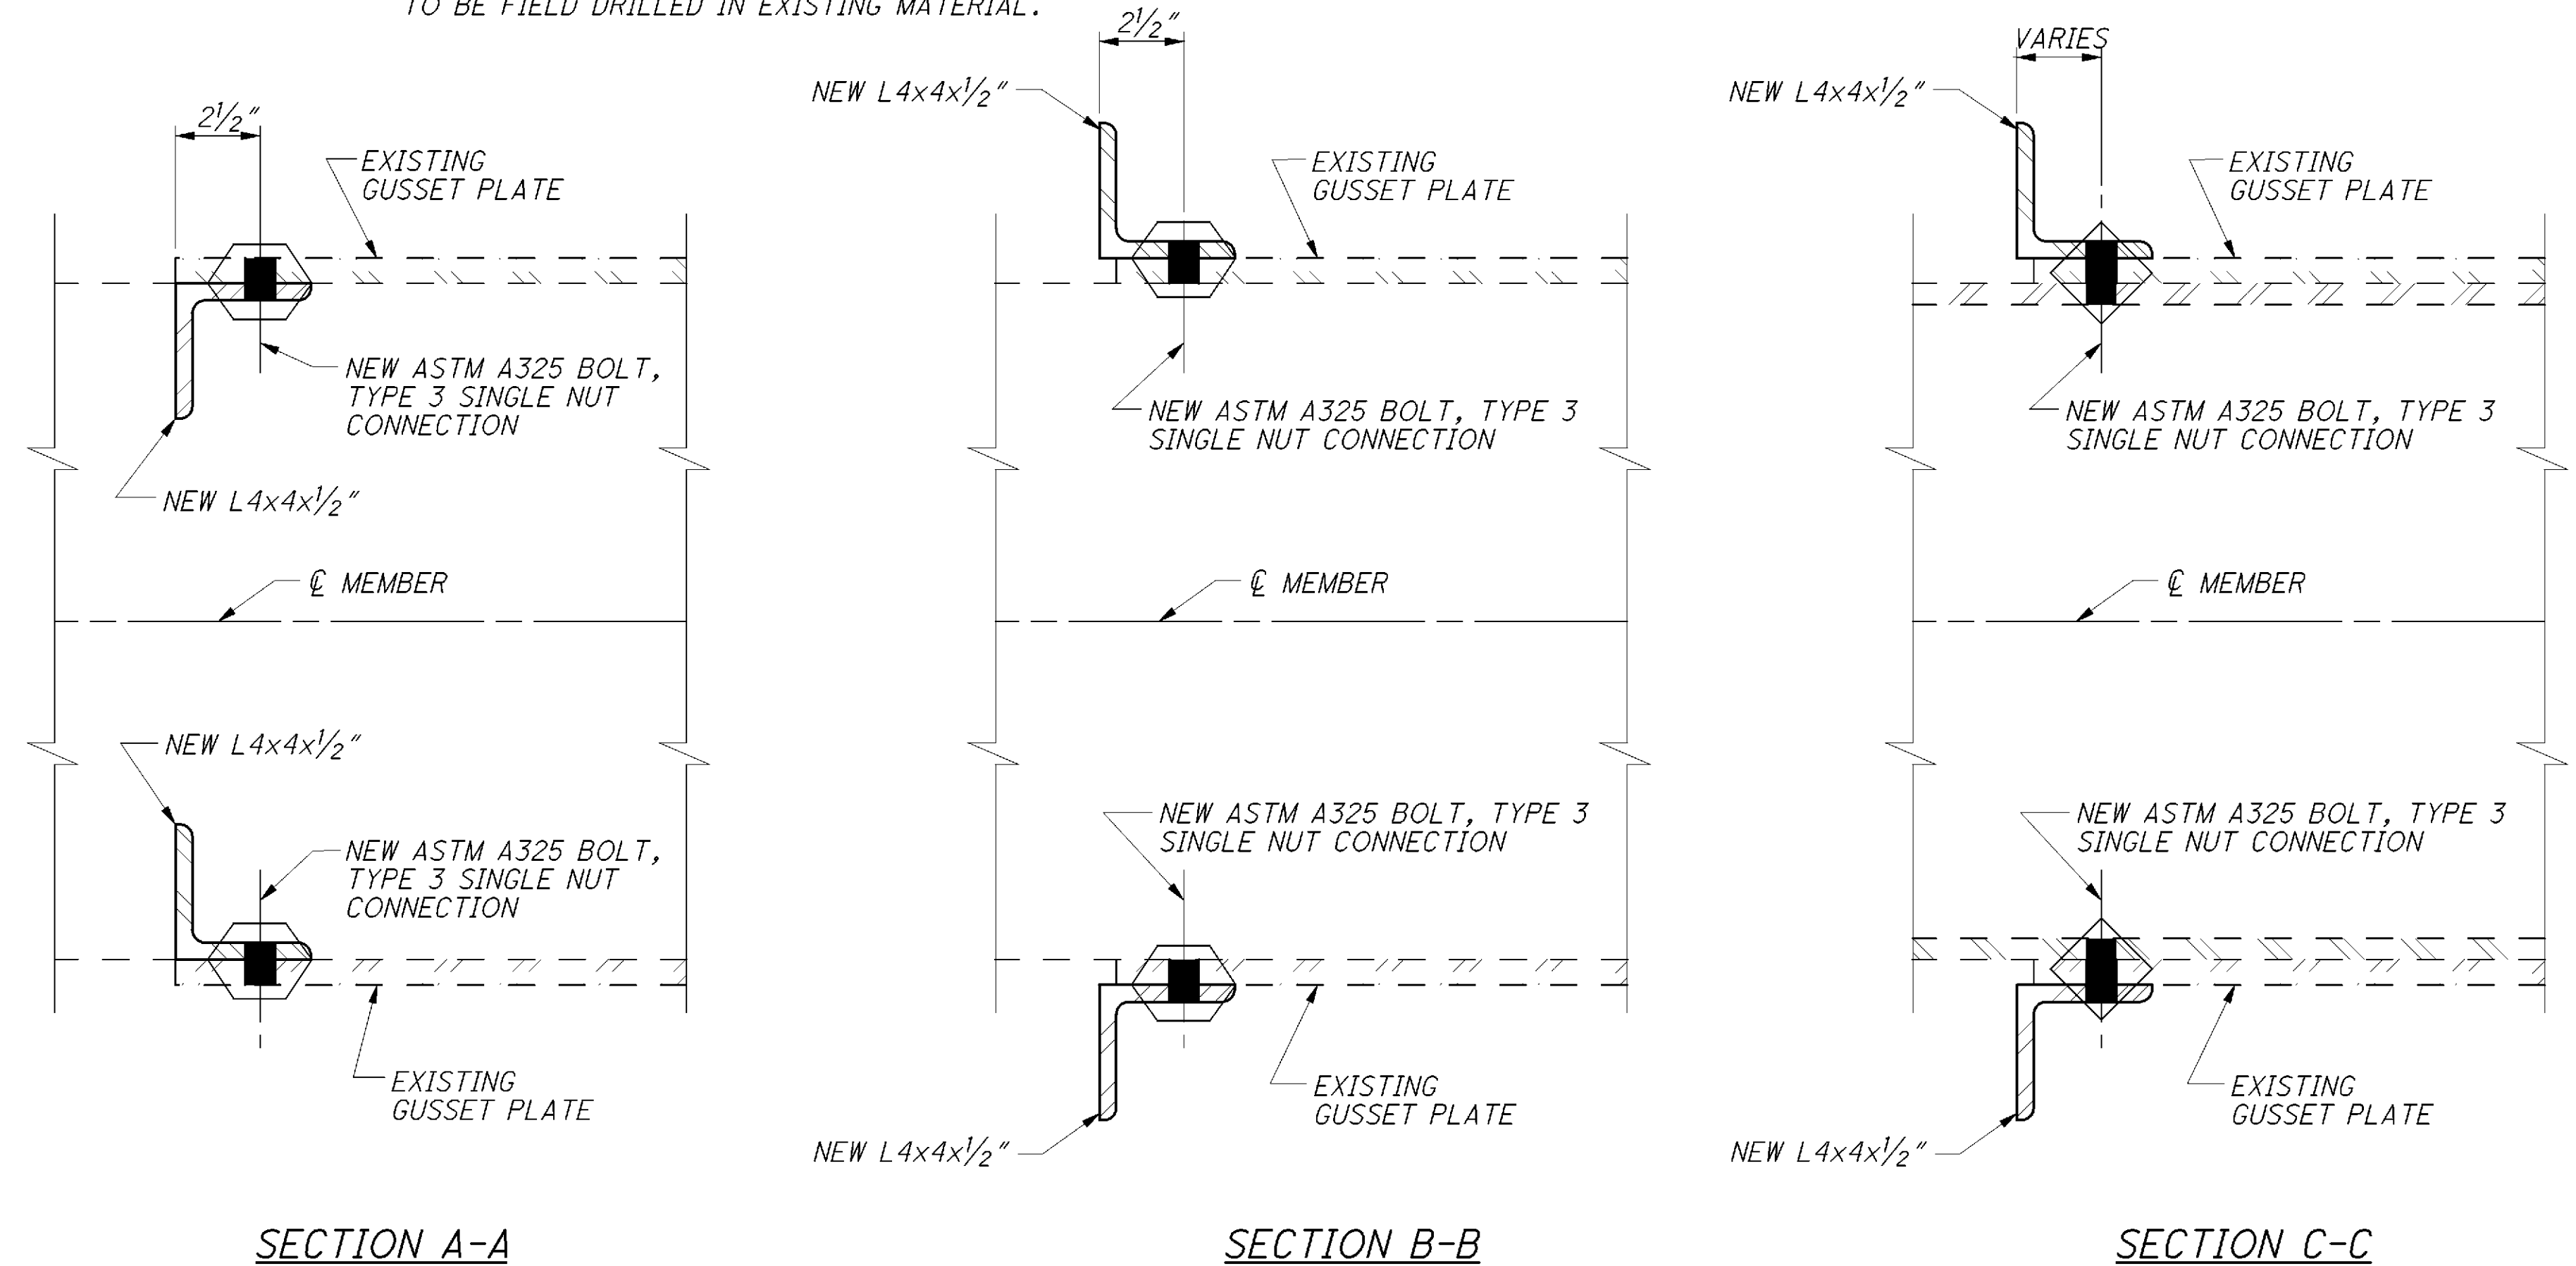 TO BE FIELD DRILLED IN EXISTING MATERIAL.
2½"
NEW L4x4x½"
EXISTING
GUSSET PLATE
NEW ASTM A325 BOLT,
TYPE 3 SINGLE NUT
CONNECTION
NEW L4x4x½"
℄ MEMBER
NEW L4x4x½"
NEW ASTM A325 BOLT,
TYPE 3 SINGLE NUT
CONNECTION
EXISTING
GUSSET PLATE
SECTION A-A
2½"
EXISTING
GUSSET PLATE
NEW ASTM A325 BOLT, TYPE 3
SINGLE NUT CONNECTION
℄ MEMBER
NEW ASTM A325 BOLT, TYPE 3
SINGLE NUT CONNECTION
EXISTING
GUSSET PLATE
NEW L4x4x½"
SECTION B-B
VARIES
NEW L4x4x½"
EXISTING
GUSSET PLATE
NEW ASTM A325 BOLT, TYPE 3
SINGLE NUT CONNECTION
℄ MEMBER
NEW ASTM A325 BOLT, TYPE 3
SINGLE NUT CONNECTION
EXISTING
GUSSET PLATE
NEW L4x4x½"
SECTION C-C